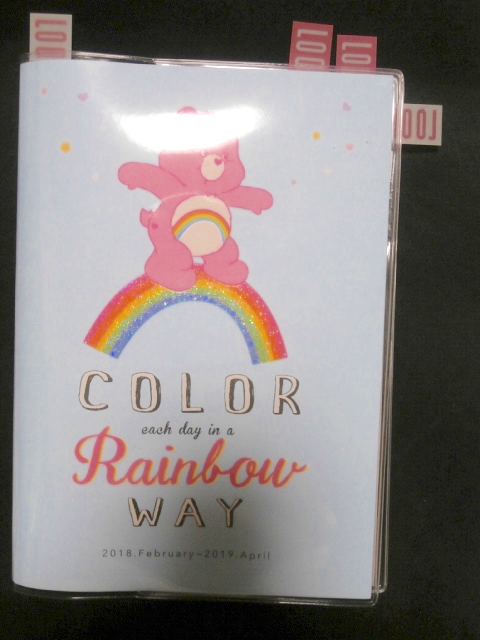 COLOR
each day in a
Rainbow
WAY
2018.February~2019.April